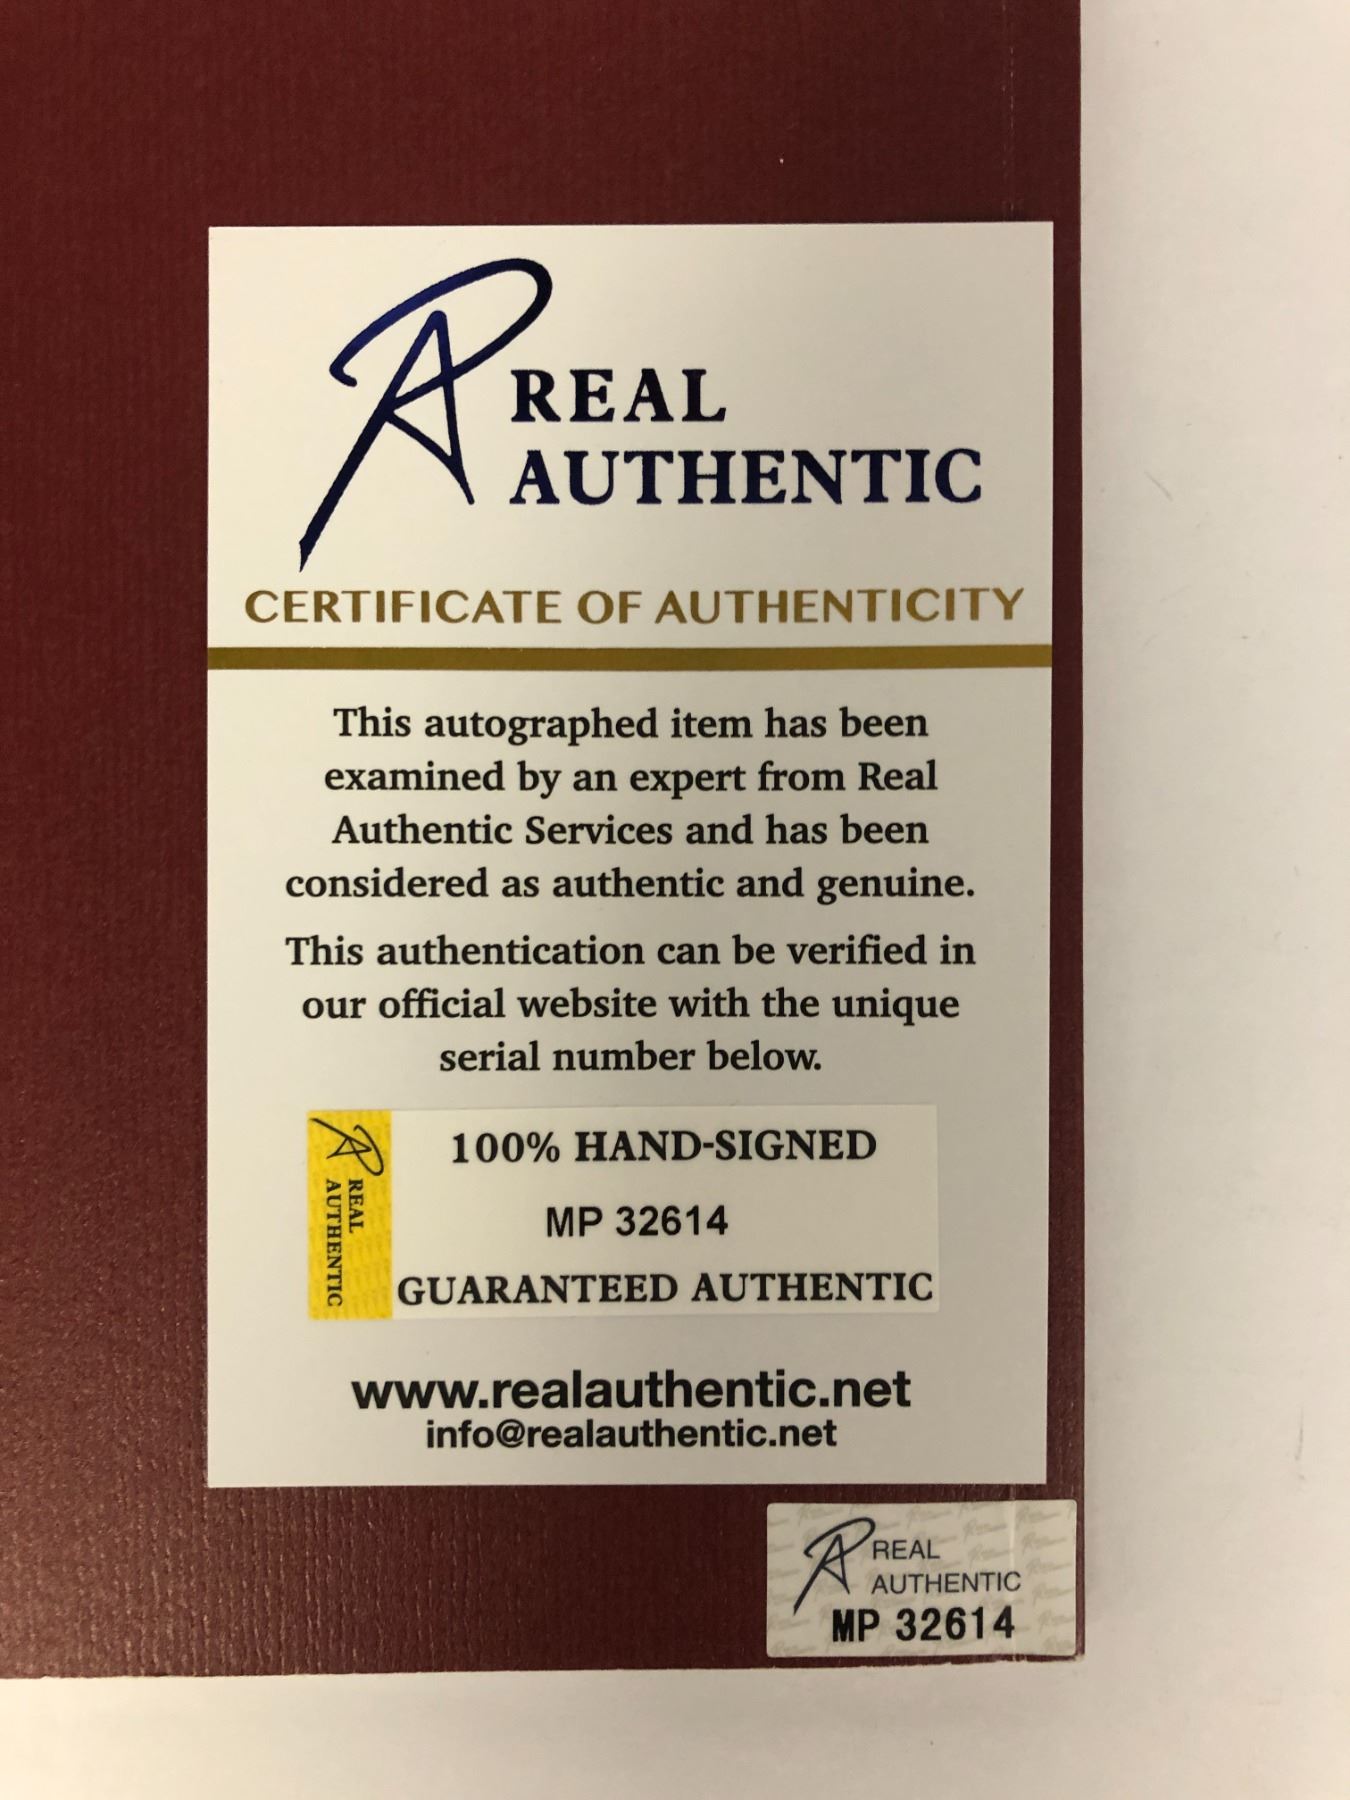 REAL
AUTHENTIC
CERTIFICATE OF AUTHENTICITY
This autographed item has been
examined by an expert from Real
Authentic Services and has been
considered as authentic and genuine.
This authentication can be verified in
our official website with the unique
serial number below.
REAL
AUTHENTIC
100% HAND-SIGNED
MP 32614
GUARANTEED AUTHENTIC
www.realauthentic.net
info@realauthentic.net
REAL
AUTHENTIC
MP 32614